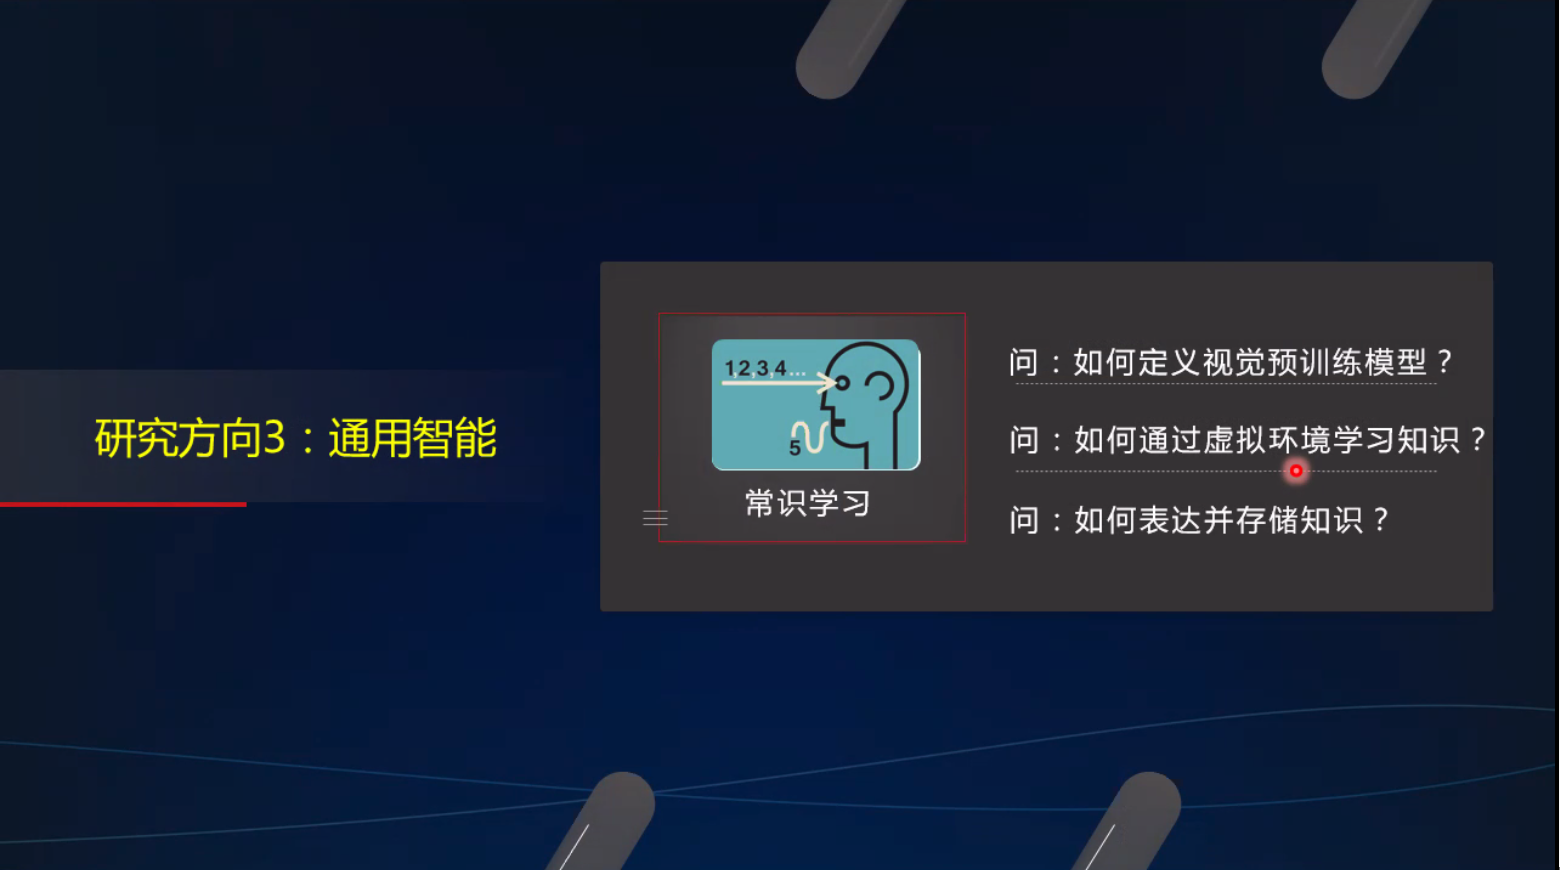 研究方向3：通用智能
1,2,3,4...
5
常识学习
问：如何定义视觉预训练模型？
问：如何通过虚拟环境学习知识？
问：如何表达并存储知识？